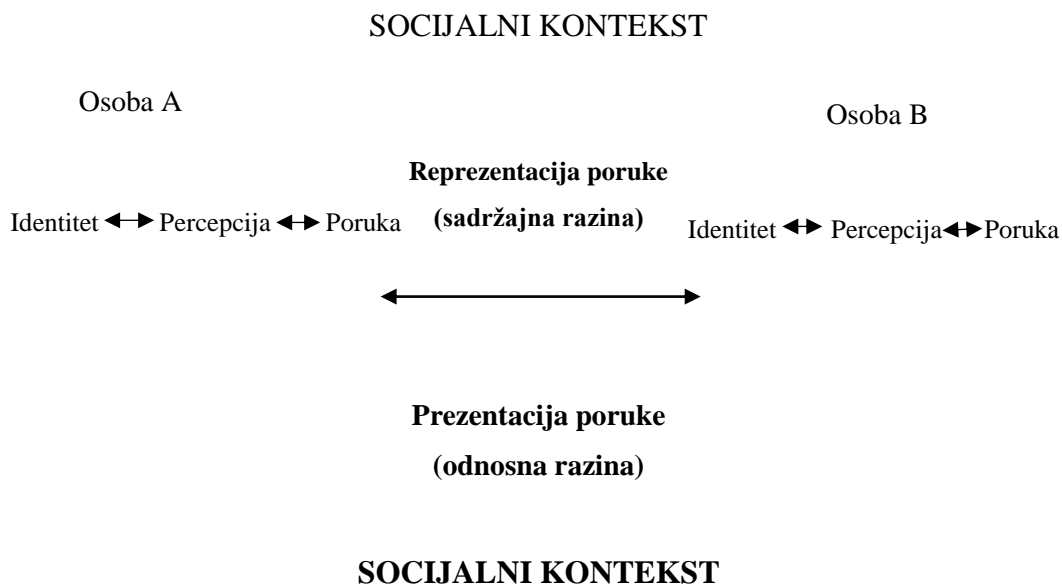 SOCIJALNI KONTEKST
Osoba A
Osoba B
Reprezentacija poruke
(sadržajna razina)
Identitet Percepcija Poruka
Identitet Percepcija Poruka
Prezentacija poruke
(odnosna razina)
SOCIJALNI KONTEKST